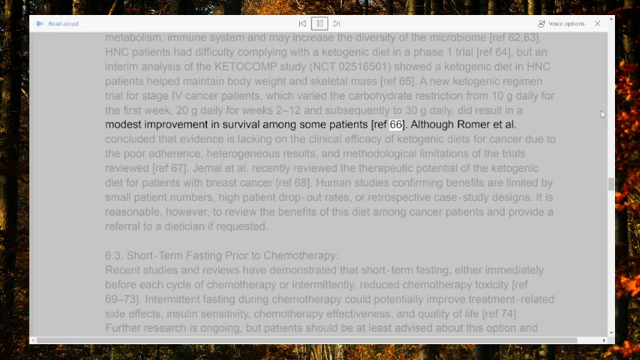 Read aloud
Voice options
metabolism, immune system and may increase the diversity of the microbiome [ref 62,63].
HNC patients had difficulty complying with a ketogenic diet in a phase 1 trial [ref 64], but an
interim analysis of the KETOCOMP study (NCT 02516501) showed a ketogenic diet in HNC
patients helped maintain body weight and skeletal mass [ref 65]. A new ketogenic regimen
trial for stage IV cancer patients, which varied the carbohydrate restriction from 10 g daily for
the first week, 20 g daily for weeks 2–12 and subsequently to 30 g daily, did result in a
modest improvement in survival among some patients [ref 66]. Although Romer et al.
concluded that evidence is lacking on the clinical efficacy of ketogenic diets for cancer due to
the poor adherence, heterogeneous results, and methodological limitations of the trials
reviewed [ref 67], Jemal et al. recently reviewed the therapeutic potential of the ketogenic
diet for patients with breast cancer [ref 68]. Human studies confirming benefits are limited by
small patient numbers, high patient drop-out rates, or retrospective case-study designs. It is
reasonable, however, to review the benefits of this diet among cancer patients and provide a
referral to a dietician if requested.
6.3. Short-Term Fasting Prior to Chemotherapy:
Recent studies and reviews have demonstrated that short-term fasting, either immediately
before each cycle of chemotherapy or intermittently, reduced chemotherapy toxicity [ref
69–73]. Intermittent fasting during chemotherapy could potentially improve treatment-related
side effects, insulin sensitivity, chemotherapy effectiveness, and quality of life [ref 74]
Further research is ongoing, but patients should be at least advised about this option and